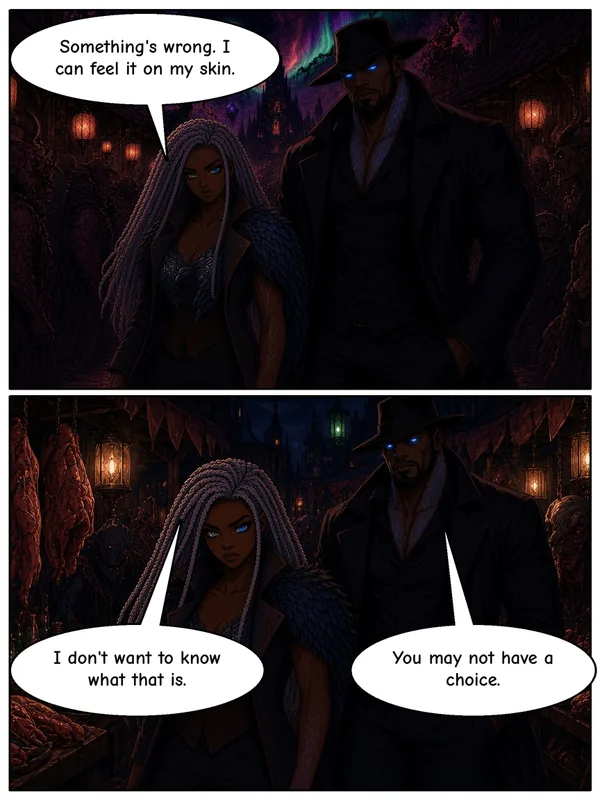 Something's wrong. I
can feel it on my skin.
I don't want to know
what that is.
You may not have a
choice.